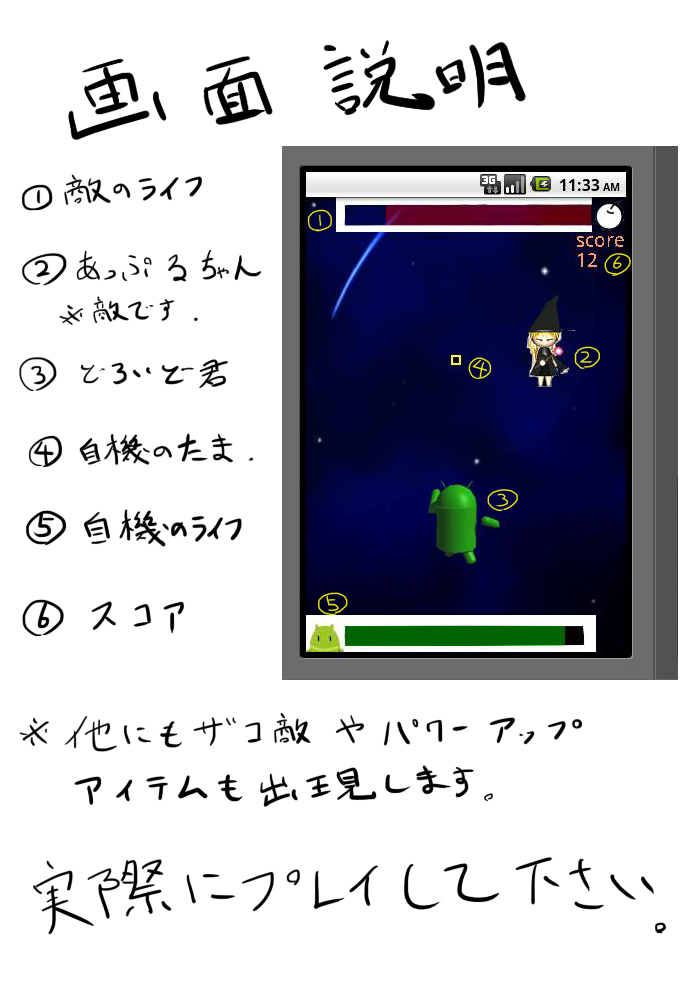 画面説明
①敵のライフ
②あっぷるちゃん
※敵です.
③どろいど君
④自機のたま.
⑤自機のライフ
⑥スコア
3G
11:33 AM
①
score
12 ⑥
②
④
③
⑤
※他にもザコ敵やパワーアップ
アイテムも出現します。
実際にプレイして下さい。